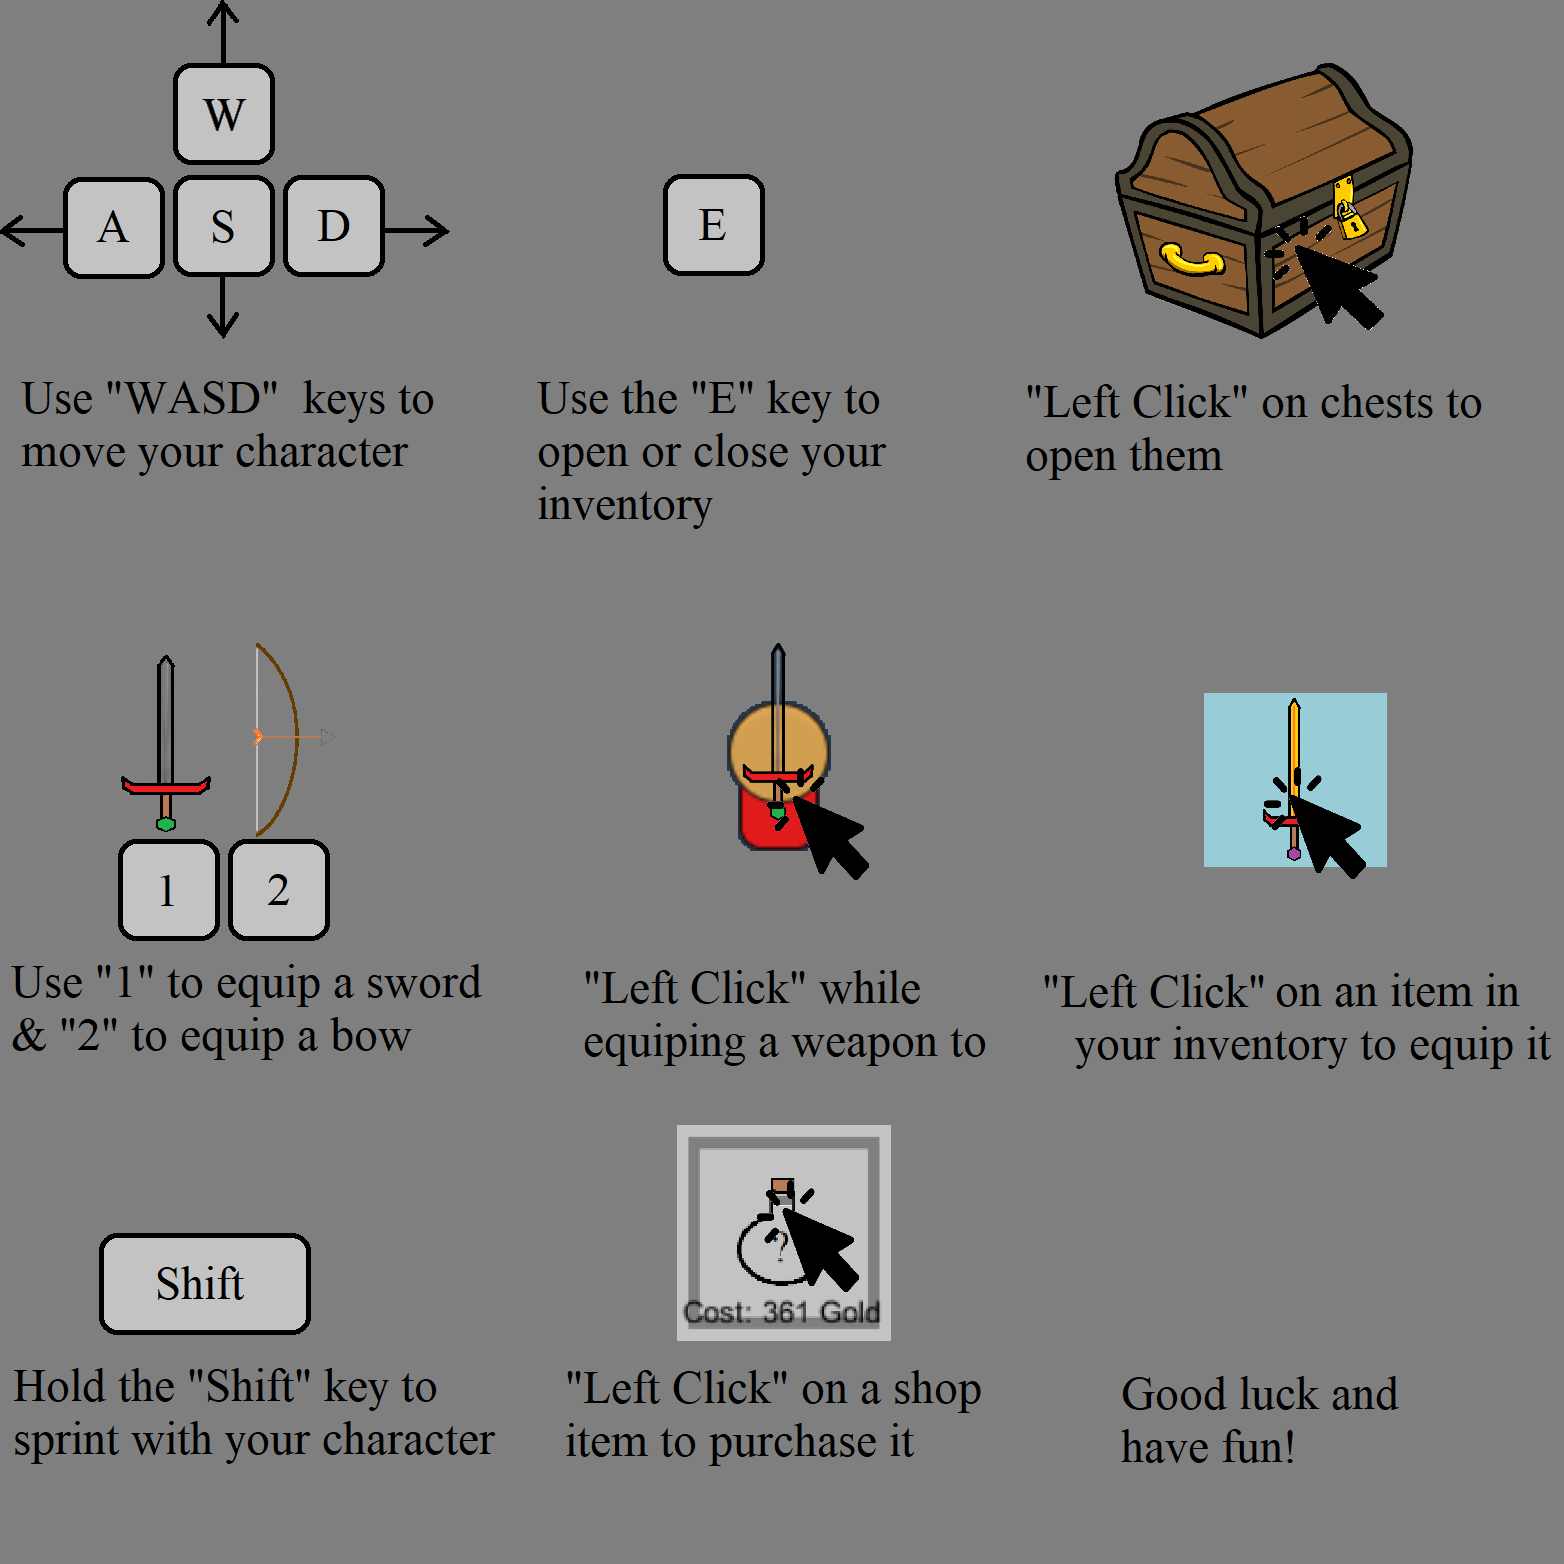 W
A S D
Use "WASD"  keys to
move your character
E
Use the "E" key to
open or close your
inventory
"Left Click" on chests to
open them
1 2
Use "1" to equip a sword
& "2" to equip a bow
"Left Click" while
equiping a weapon to
"Left Click" on an item in
your inventory to equip it
Shift
Hold the "Shift" key to
sprint with your character
?
Cost: 361 Gold
"Left Click" on a shop
item to purchase it
Good luck and
have fun!